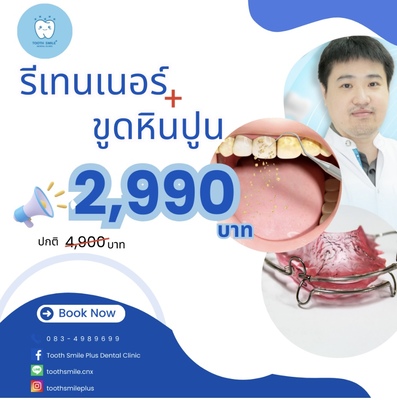 TOOTH SMILE
รีเทนเนอร์
+
ขูดหินปูน
2,990
บาท
ปกติ 4,900 บาท
Book Now
083-4989699
Tooth Smile Plus Dental Clinic
toothsmile.cnx
toothsmileplus